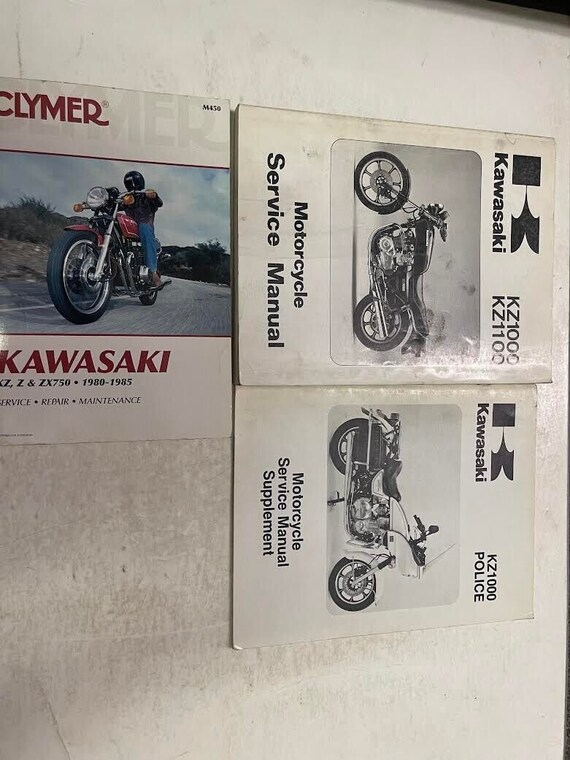 CLYMER®
M450
KAWASAKI
KZ, Z & ZX750 • 1980-1985
SERVICE • REPAIR • MAINTENANCE
Kawasaki
KZ1000
KZ1100
Motorcycle
Service Manual
Kawasaki
KZ1000
POLICE
Motorcycle
Service Manual
Supplement